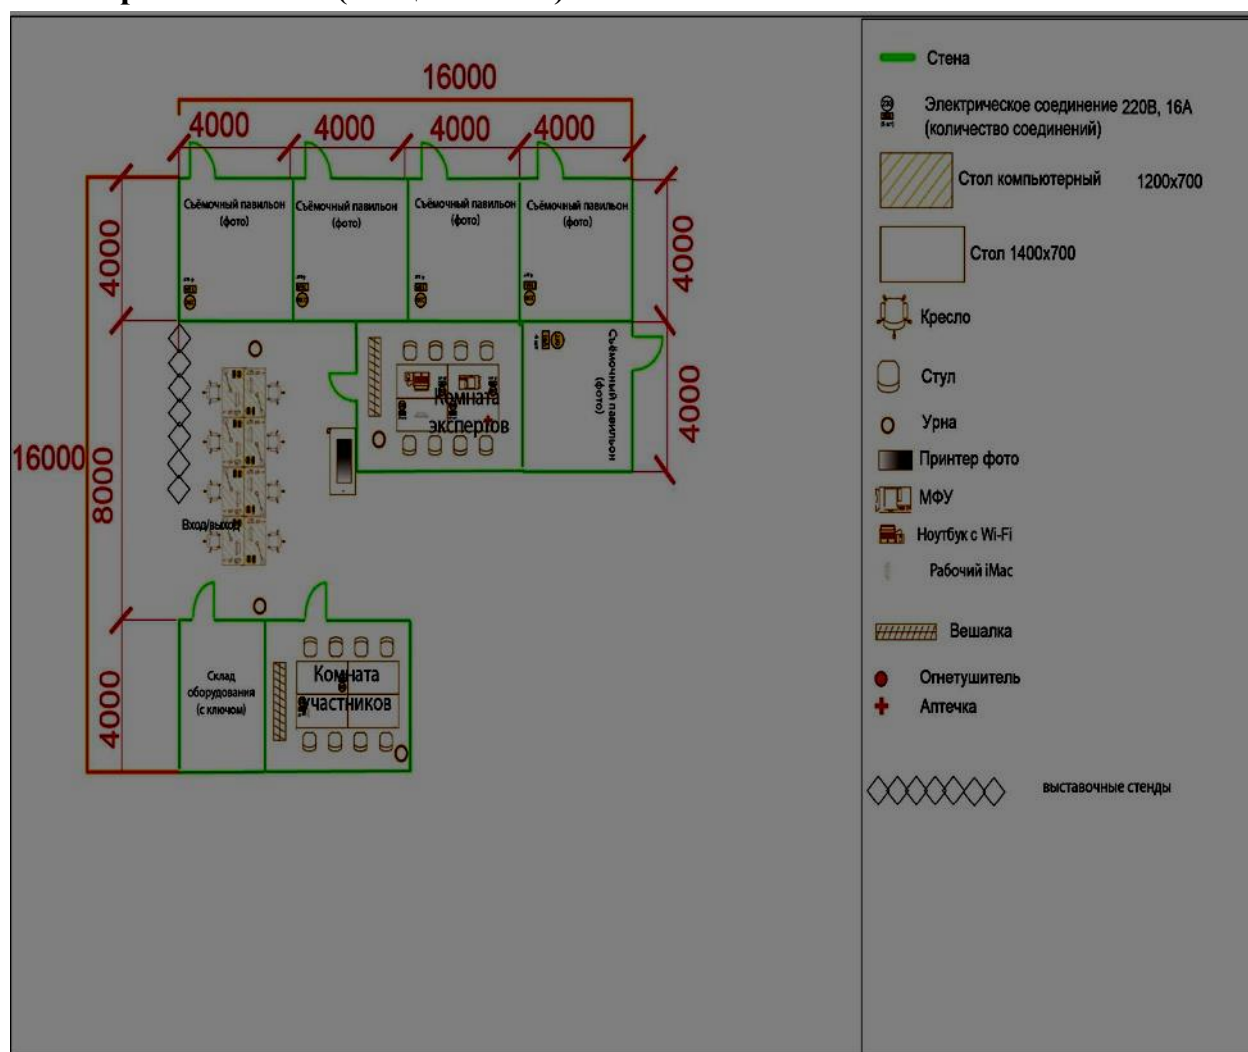 16000
4000
4000
4000
4000
Съёмочный павильон
(фото)
Съёмочный павильон
(фото)
Съёмочный павильон
(фото)
Съёмочный павильон
(фото)
4000
4000
16000
8000
Комната
экспертов
Съёмочный павильон
(фото)
4000
Вход/выход
4000
Склад
оборудования
(с ключом)
Комната
участников
Стена
Электрическое соединение 220В, 16А
(количество соединений)
Стол компьютерный 1200х700
Стол 1400х700
Кресло
Стул
Урна
Принтер фото
МФУ
Ноутбук с Wi-Fi
Рабочий iMac
Вешалка
Огнетушитель
Аптечка
выставочные стенды